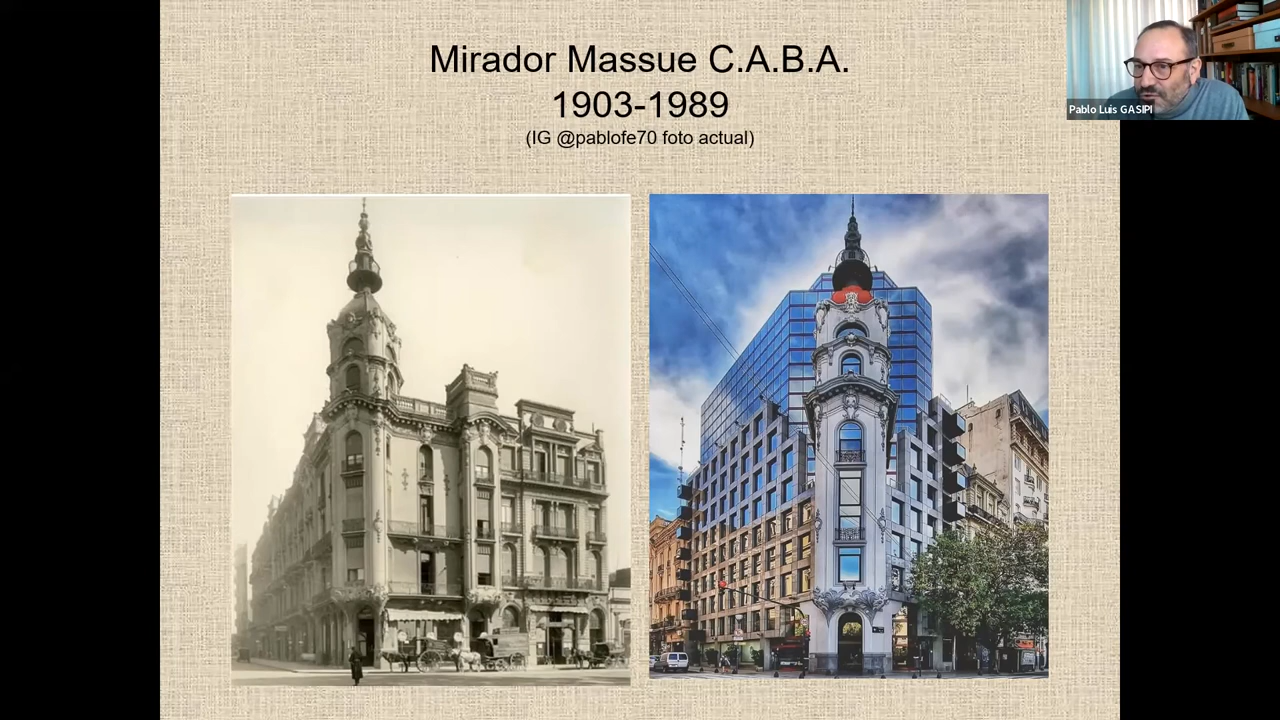 Mirador Massue C.A.B.A.
1903-1989
(IG @pablofe70 foto actual)
Pablo Luis GASIPI